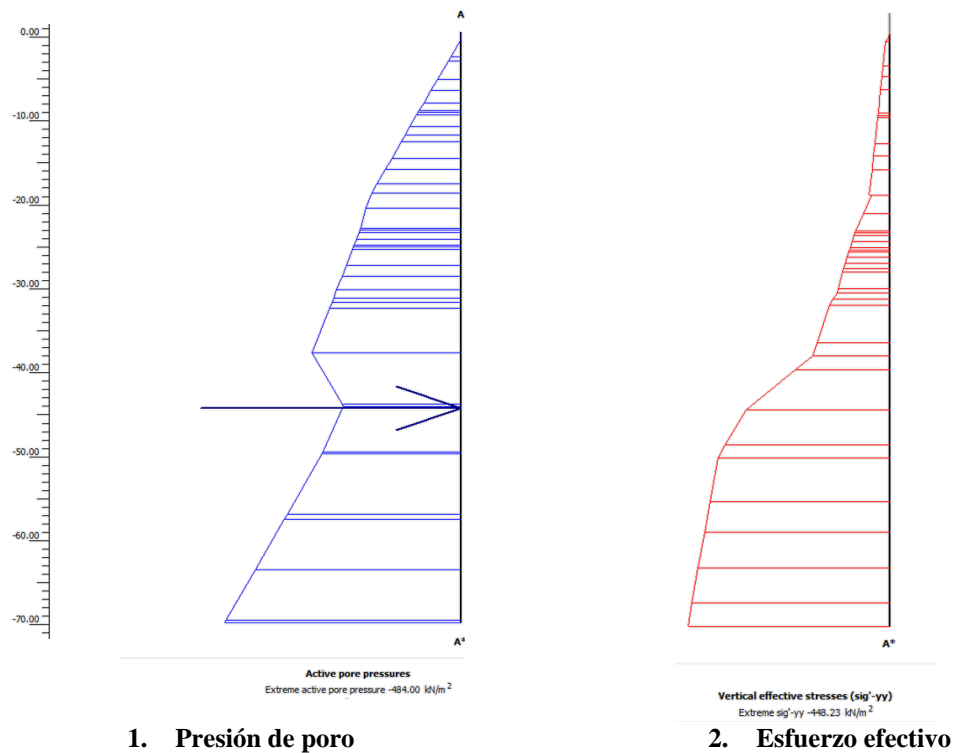 A
0.00
-10.00
-20.00
-30.00
-40.00
-50.00
-60.00
-70.00
A*
A*
Active pore pressures
Extreme active pore pressure -484.00 kN/m²
Vertical effective stresses (sig'-yy)
Extreme sig'-yy -448.23 kN/m²
1. Presión de poro
2. Esfuerzo efectivo